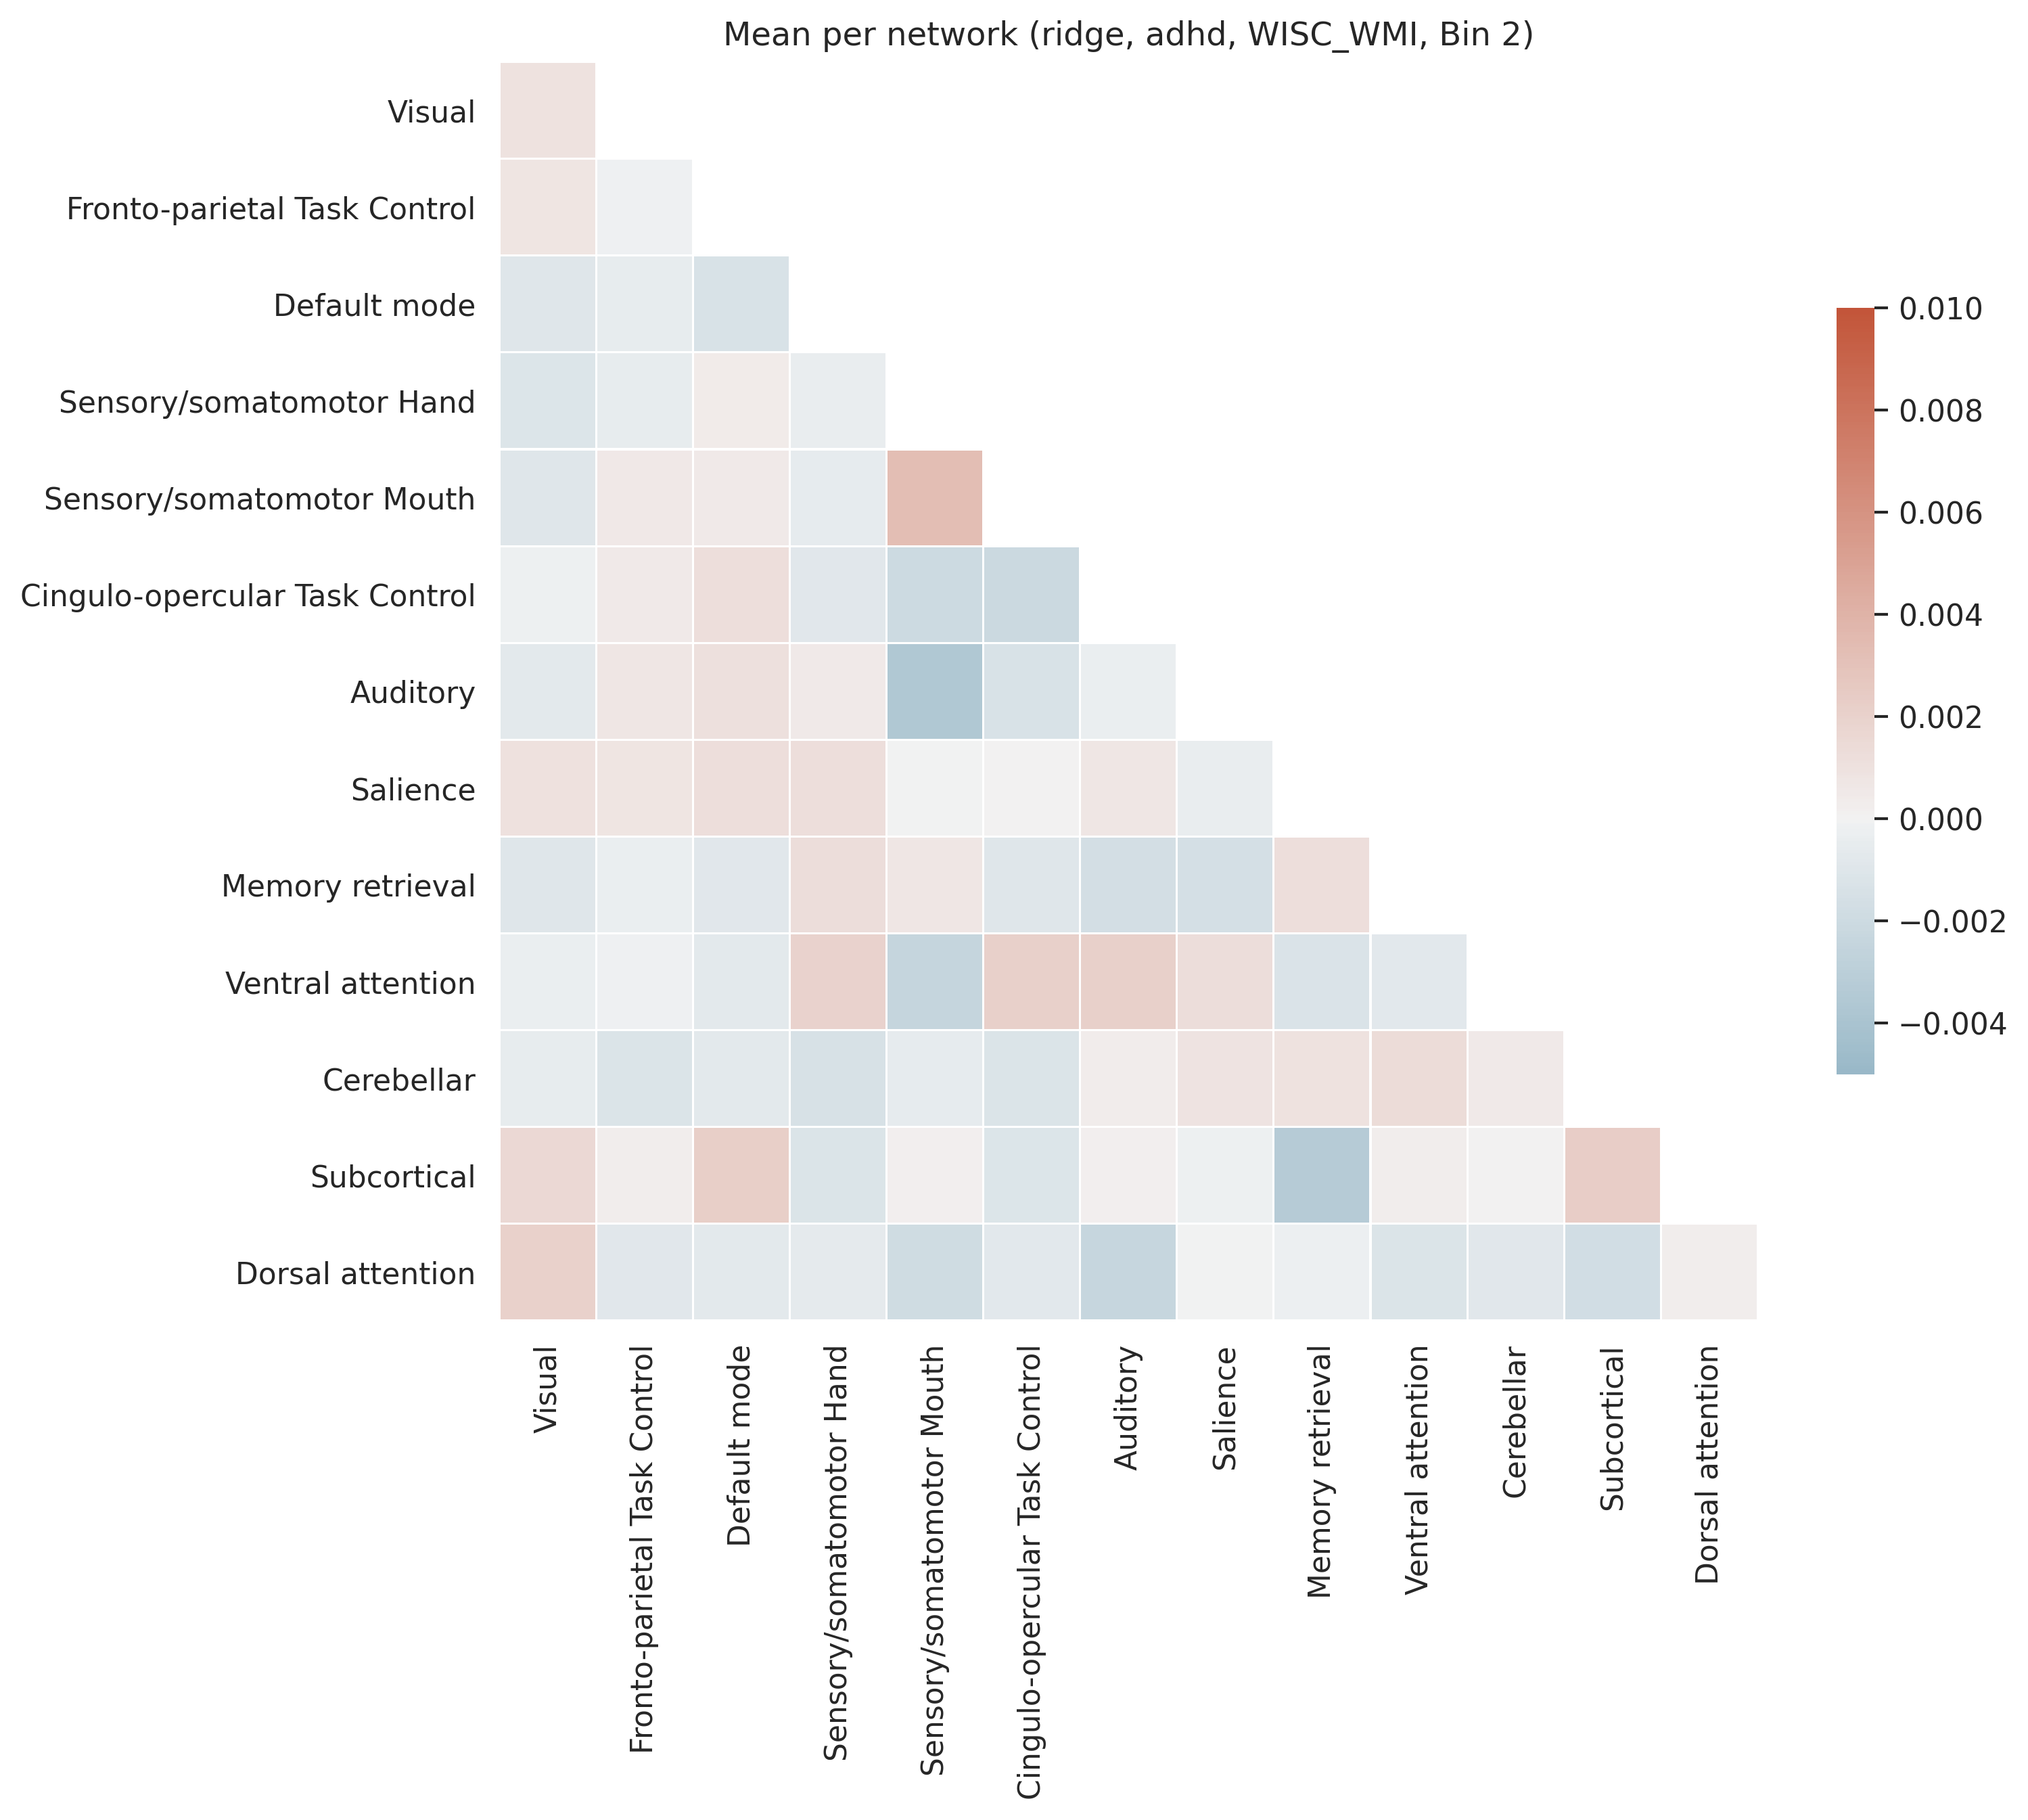 Mean per network (ridge, adhd, WISC_WMI, Bin 2)
Visual
Fronto-parietal Task Control
Default mode
Sensory/somatomotor Hand
Sensory/somatomotor Mouth
Cingulo-opercular Task Control
Auditory
Salience
Memory retrieval
Ventral attention
Cerebellar
Subcortical
Dorsal attention
Visual
Fronto-parietal Task Control
Default mode
Sensory/somatomotor Hand
Sensory/somatomotor Mouth
Cingulo-opercular Task Control
Auditory
Salience
Memory retrieval
Ventral attention
Cerebellar
Subcortical
Dorsal attention
0.010
0.008
0.006
0.004
0.002
0.000
−0.002
−0.004